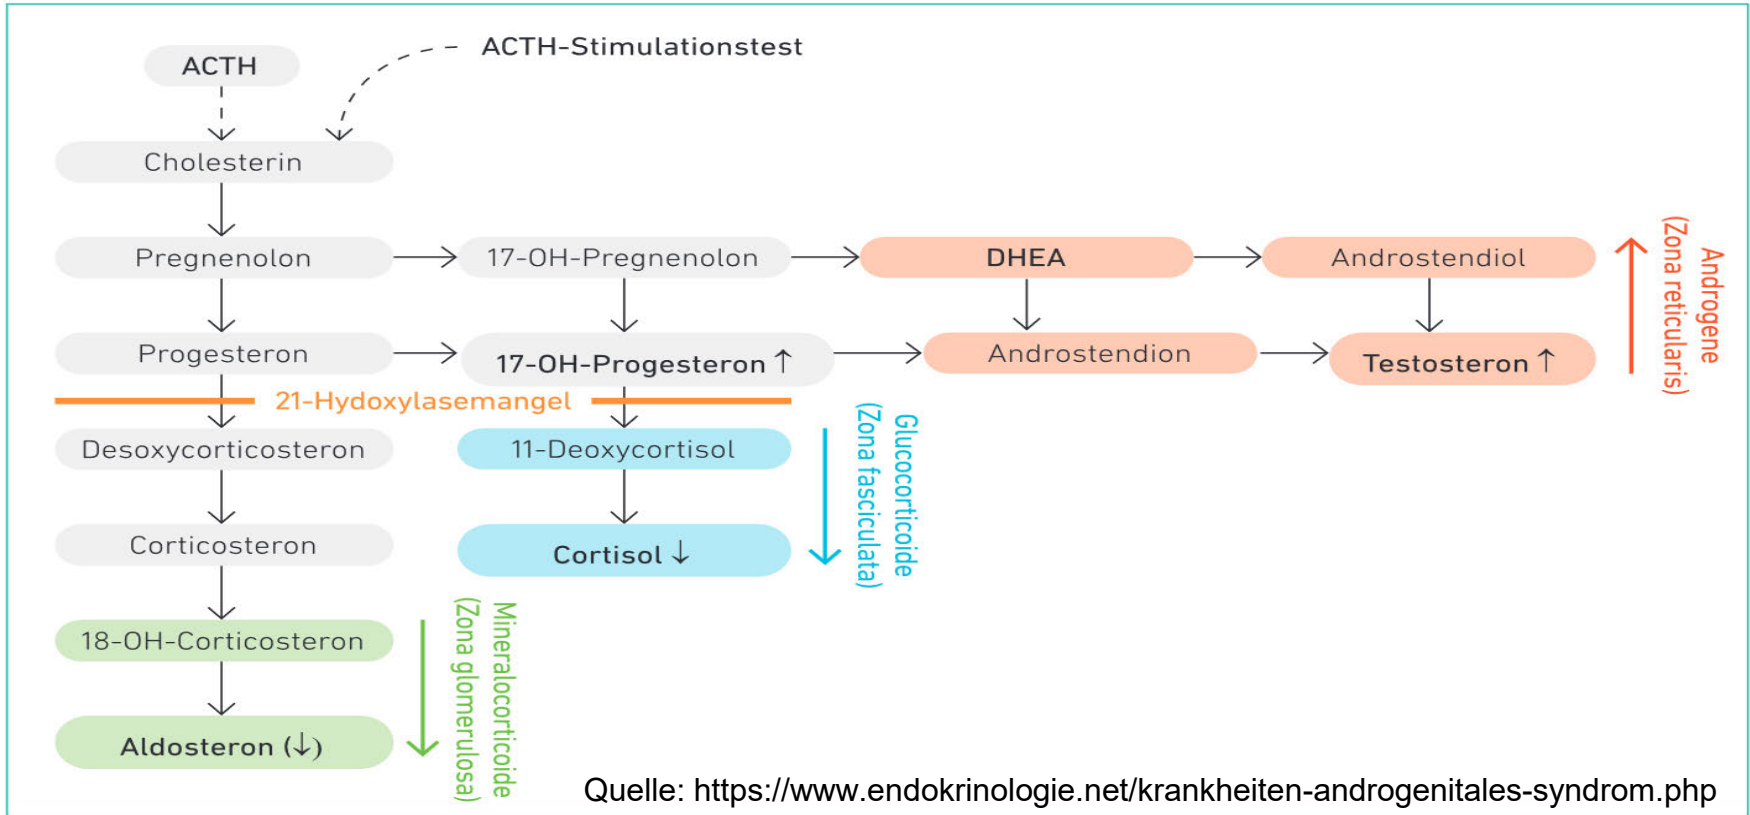 ACTH-Stimulationstest
ACTH
Cholesterin
Pregnenolon
17-OH-Pregnenolon
DHEA
Androstendiol
Progesteron
17-OH-Progesteron ↑
Androstendion
Testosteron ↑
Androgene
(Zona reticularis)
21-Hydoxylasemangel
Desoxycorticosteron
11-Deoxycortisol
Glucocorticoide
(Zona fasciculata)
Corticosteron
Cortisol ↓
18-OH-Corticosteron
Mineralocorticoide
(Zona glomerulosa)
Aldosteron (↓)
Quelle: https://www.endokrinologie.net/krankheiten-androgenitales-syndrom.php